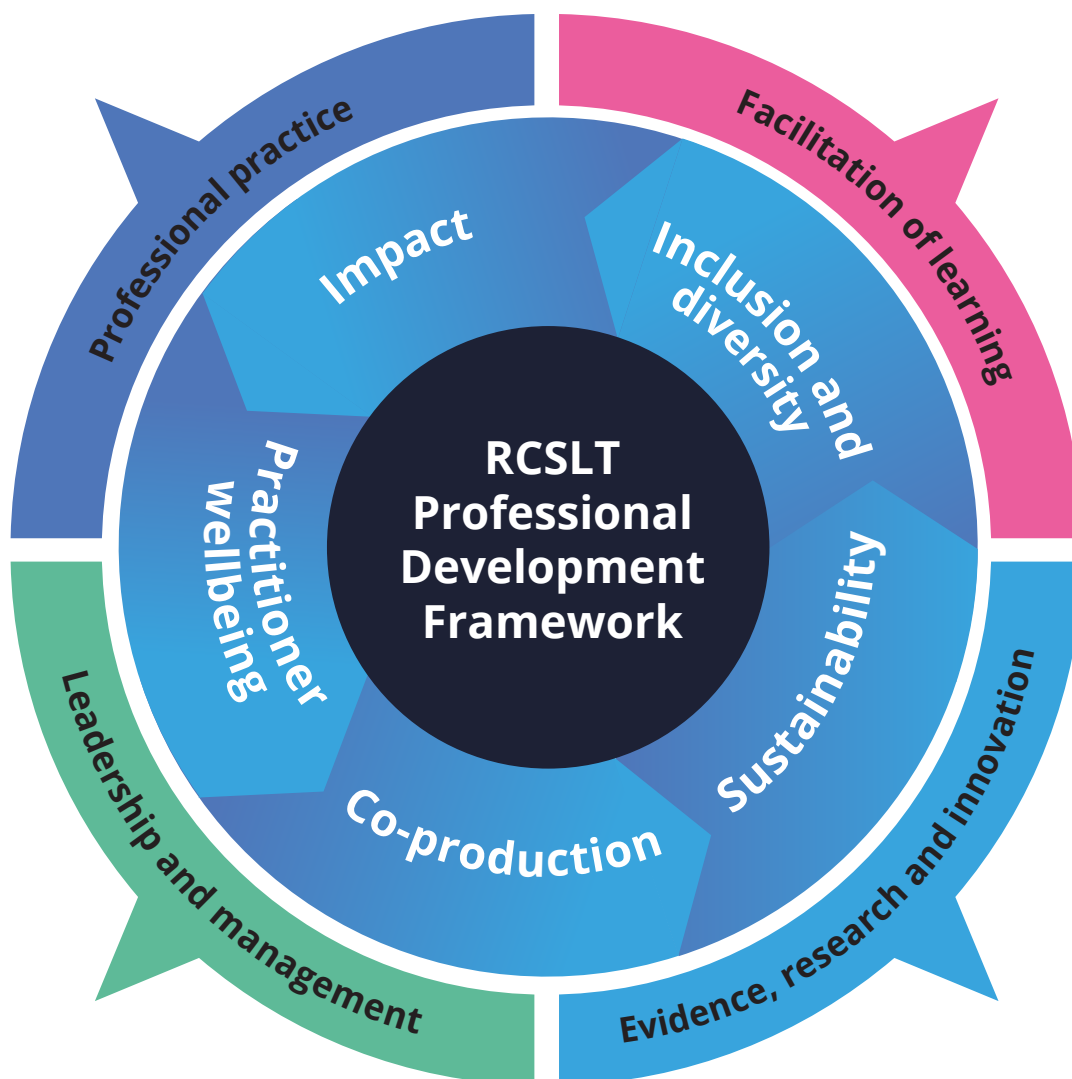 Professional practice
Facilitation of learning
Impact
Inclusion and
diversity
RCSLT
Professional
Development
Framework
Practitioner
wellbeing
Sustainability
Co-production
Leadership and management
Evidence, research and innovation